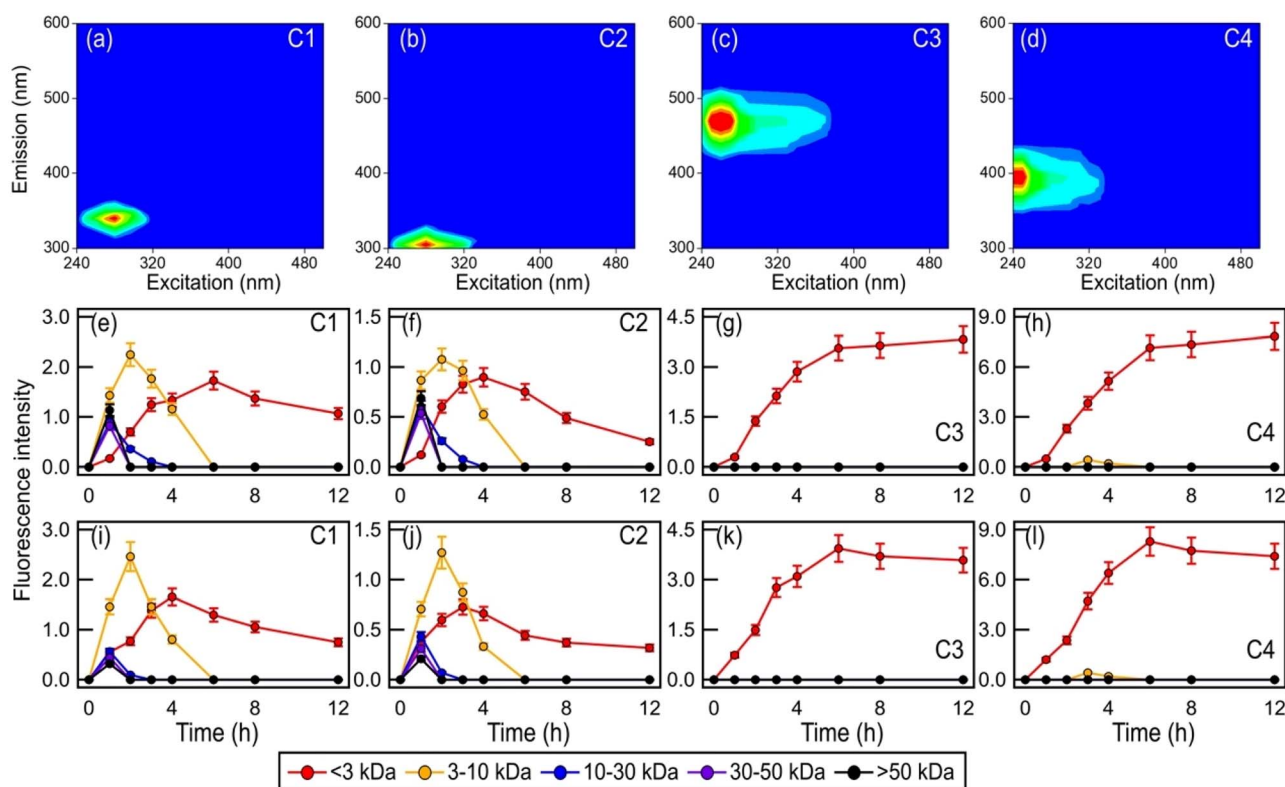 (a) C1 (b) C2 (c) C3 (d) C4
600 600 600 600
500 500 500 500
400 400 400 400
300 300 300 300
Emission (nm)
240 320 400 480 240 320 400 480 240 320 400 480 240 320 400 480
Excitation (nm) Excitation (nm) Excitation (nm) Excitation (nm)
(e) C1 (f) C2 (g) (h)
3.0 1.5 4.5 9.0
2.0 1.0 3.0 6.0
1.0 0.5 1.5 3.0
C3 C4
0.0 0.0 0.0 0.0
0 4 8 12 0 4 8 12 0 4 8 12 0 4 8 12
Fluorescence intensity
(i) C1 (j) C2 (k) (l)
3.0 1.5 4.5 9.0
2.0 1.0 3.0 6.0
1.0 0.5 1.5 3.0
C3 C4
0.0 0.0 0.0 0.0
0 4 8 12 0 4 8 12 0 4 8 12 0 4 8 12
Time (h) Time (h) Time (h) Time (h)
<3 kDa 3-10 kDa 10-30 kDa 30-50 kDa >50 kDa